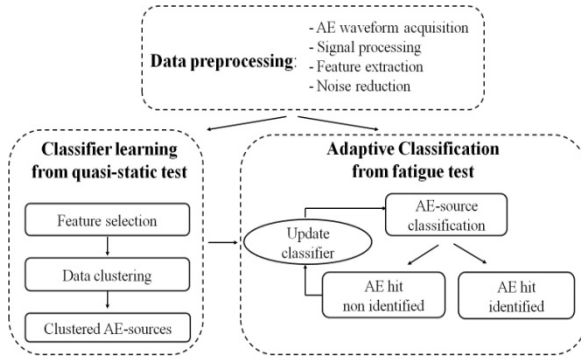 Data preprocessing:
- AE waveform acquisition
- Signal processing
- Feature extraction
- Noise reduction
Classifier learning
from quasi-static test
Feature selection
Data clustering
Clustered AE-sources
Adaptive Classification
from fatigue test
Update
classifier
AE-source
classification
AE hit
non identified
AE hit
identified